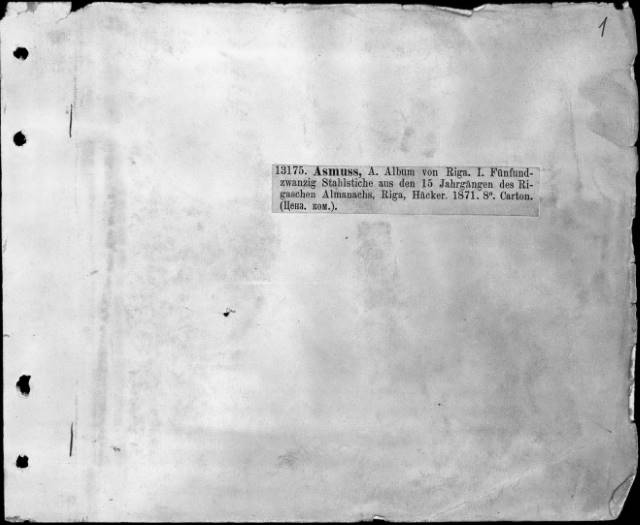 1
13175. Asmuss, A. Album von Riga. I. Fünfund-
zwanzig Stahlstiche aus den 15 Jahrgängen des Ri-
gaschen Almanachs, Riga, Häcker. 1871. 8°. Carton.
(Ценз. ком.).